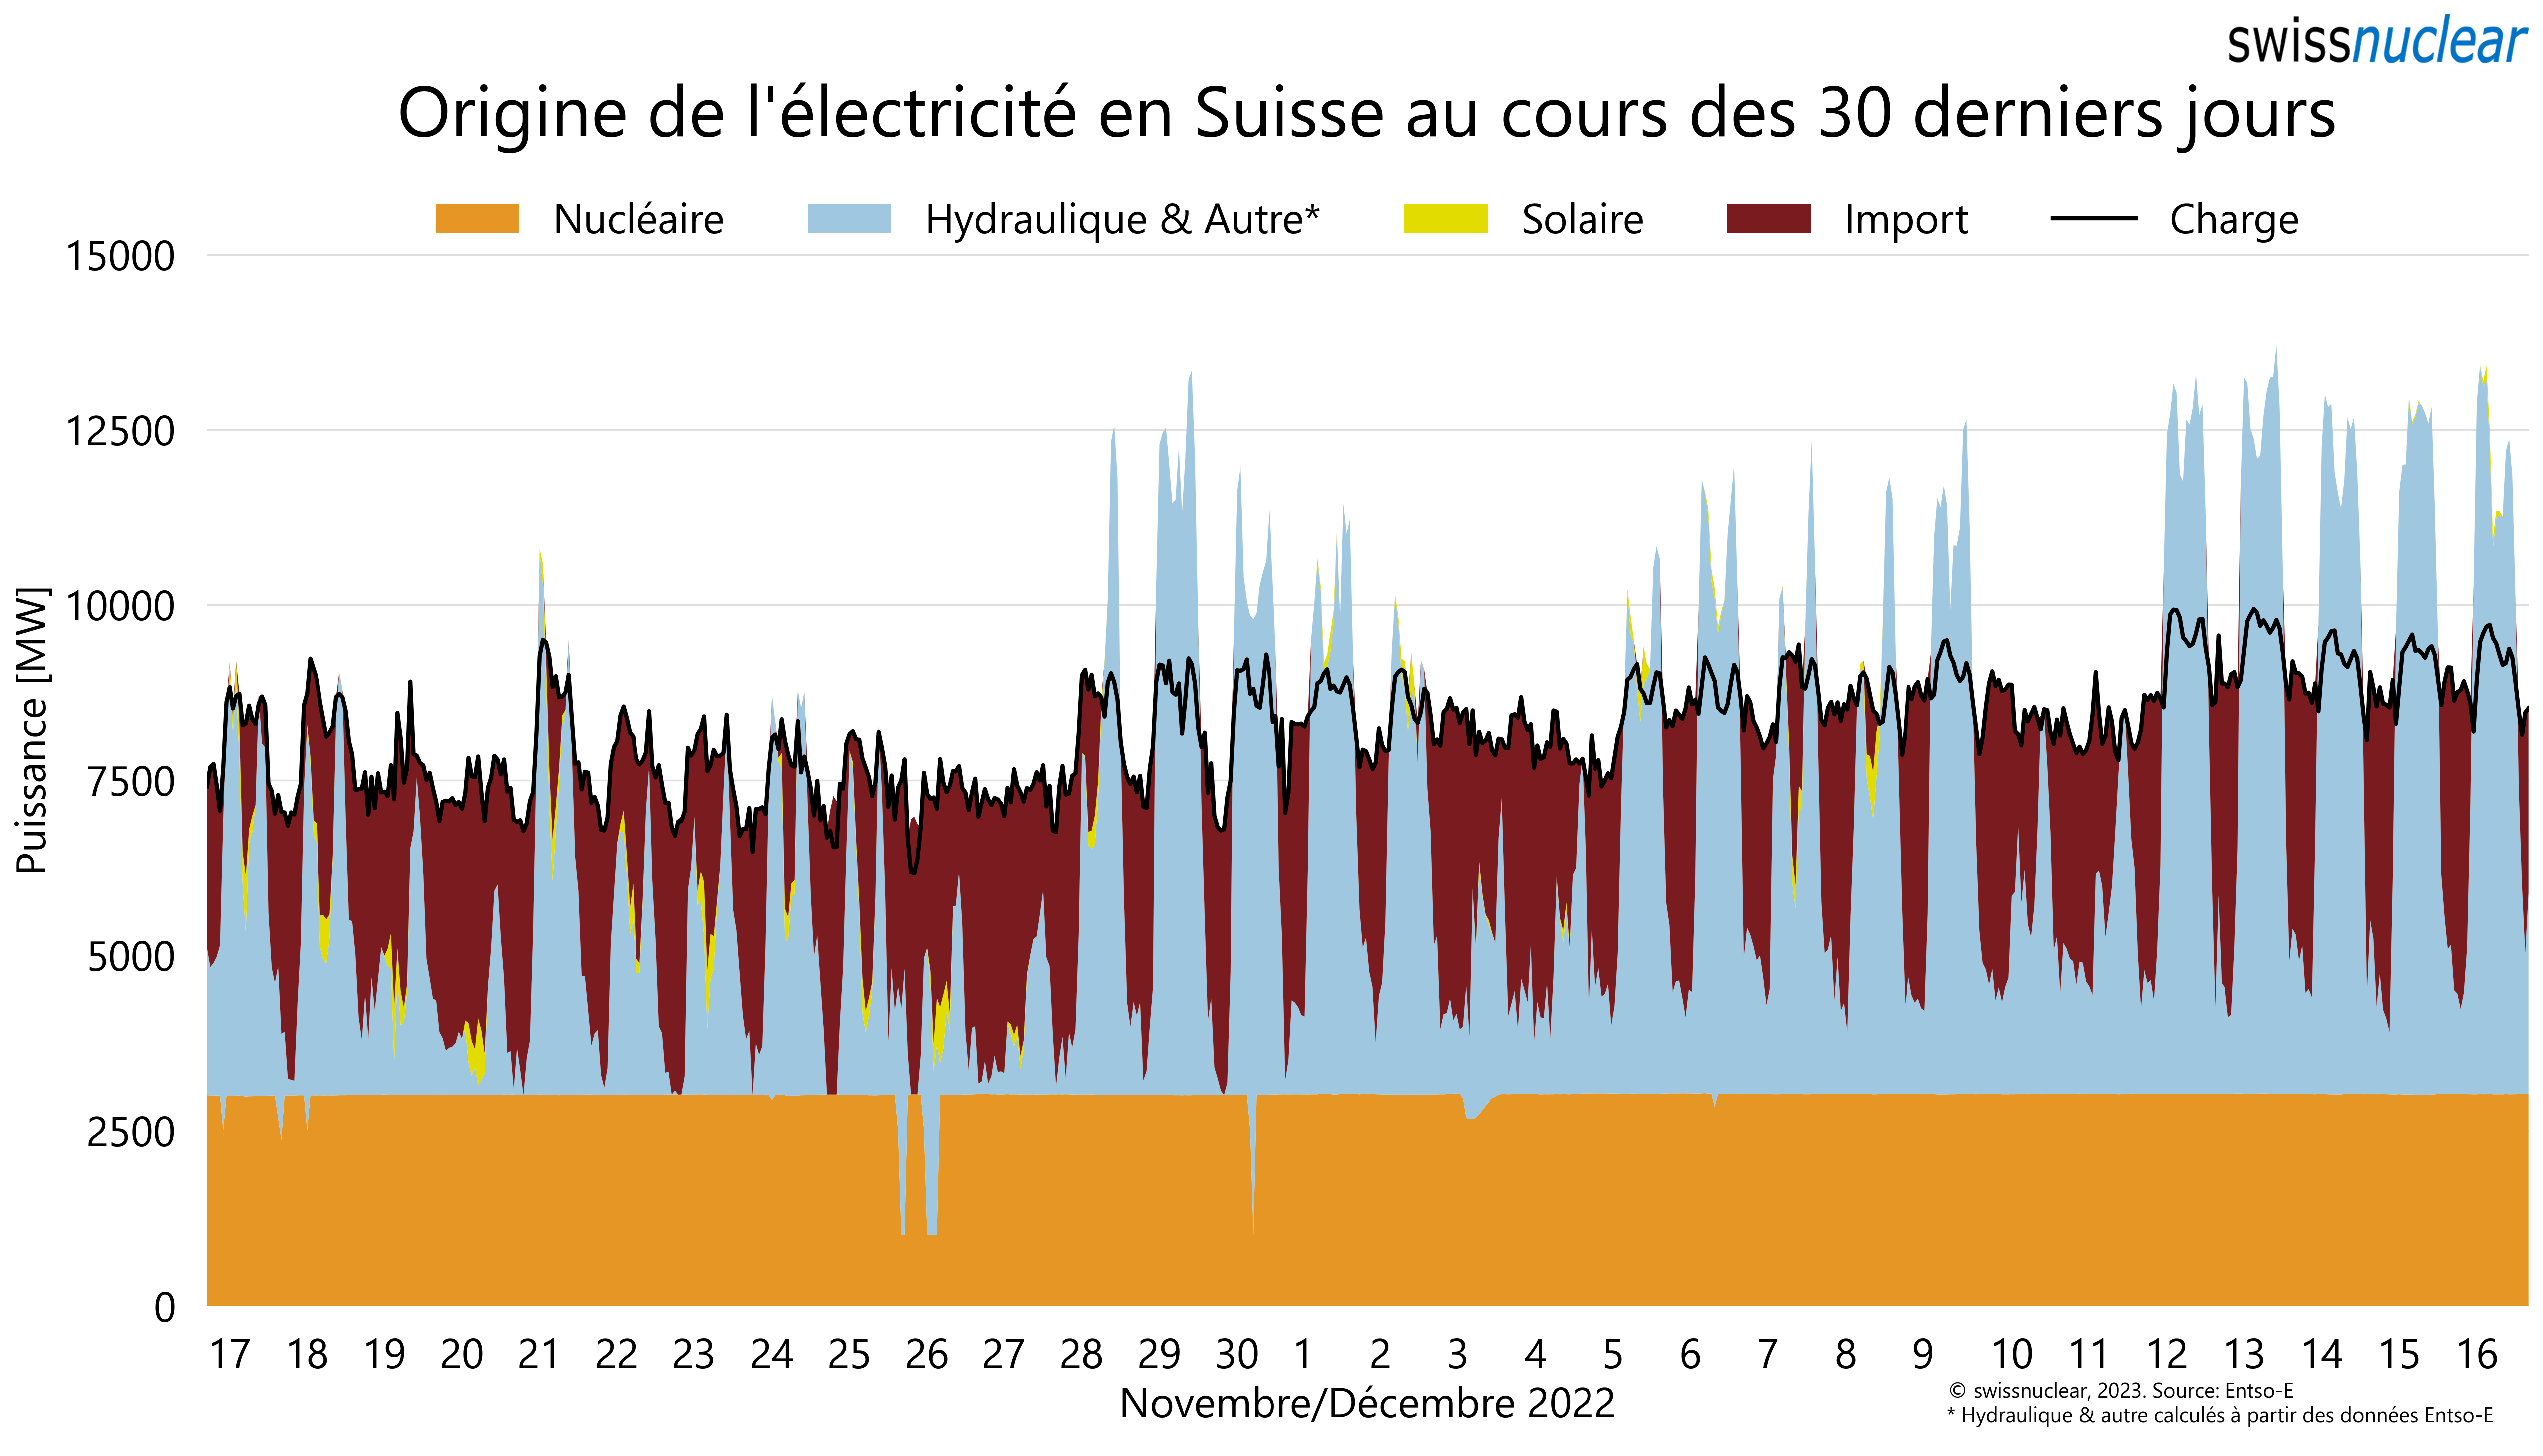 swissnuclear
Origine de l'électricité en Suisse au cours des 30 derniers jours
Nucléaire Hydraulique & Autre* Solaire Import Charge
15000
12500
10000
7500
5000
2500
0
Puissance [MW]
17 18 19 20 21 22 23 24 25 26 27 28 29 30 1 2 3 4 5 6 7 8 9 10 11 12 13 14 15 16
Novembre/Décembre 2022
© swissnuclear, 2023. Source: Entso-E
* Hydraulique & autre calculés à partir des données Entso-E